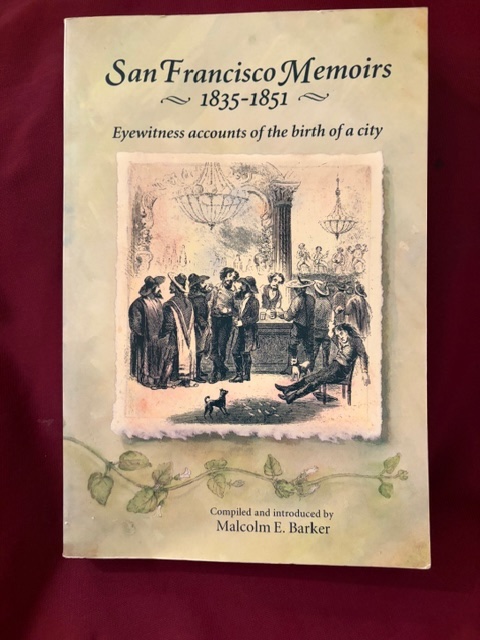 San Francisco Memoirs
~ 1835-1851 ~
Eyewitness accounts of the birth of a city
Compiled and introduced by
Malcolm E. Barker